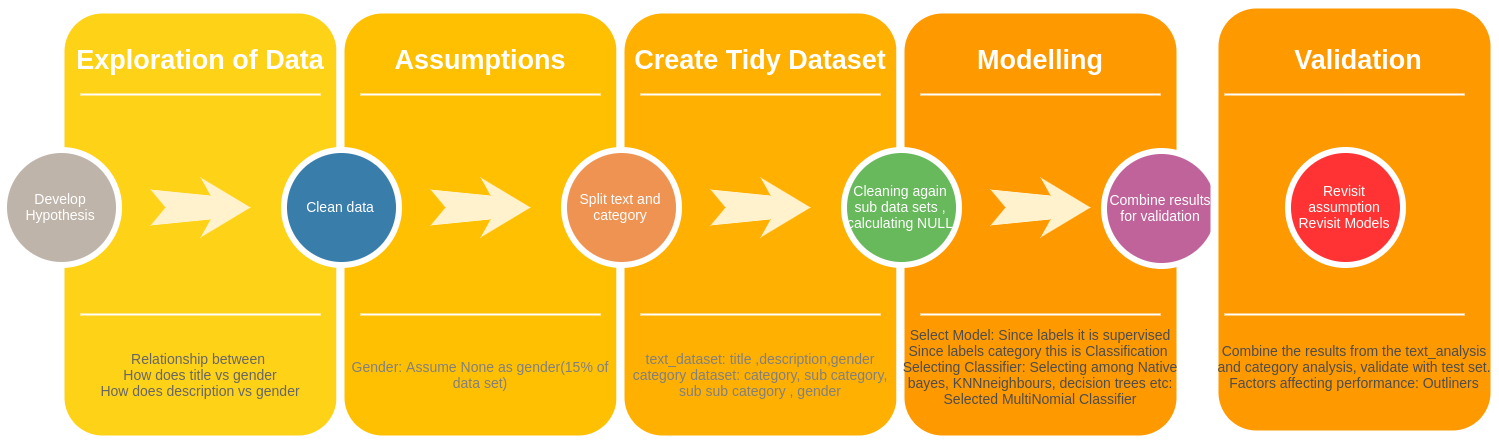 Exploration of Data
Assumptions
Create Tidy Dataset
Modelling
Validation
Develop
Hypothesis
Clean data
Split text and
category
Cleaning again
sub data sets ,
calculating NULL
Combine results
for validation
Revisit
assumption
Revisit Models
Relationship between
How does title vs gender
How does description vs gender
Gender: Assume None as gender(15% of
data set)
text_dataset: title ,description,gender
category dataset: category, sub category,
sub sub category , gender
Select Model: Since labels it is supervised
Since labels category this is Classification
Selecting Classifier: Selecting among Native
bayes, KNNneighbours, decision trees etc:
Selected MultiNomial Classifier
Combine the results from the text_analysis
and category analysis, validate with test set.
Factors affecting performance: Outliners